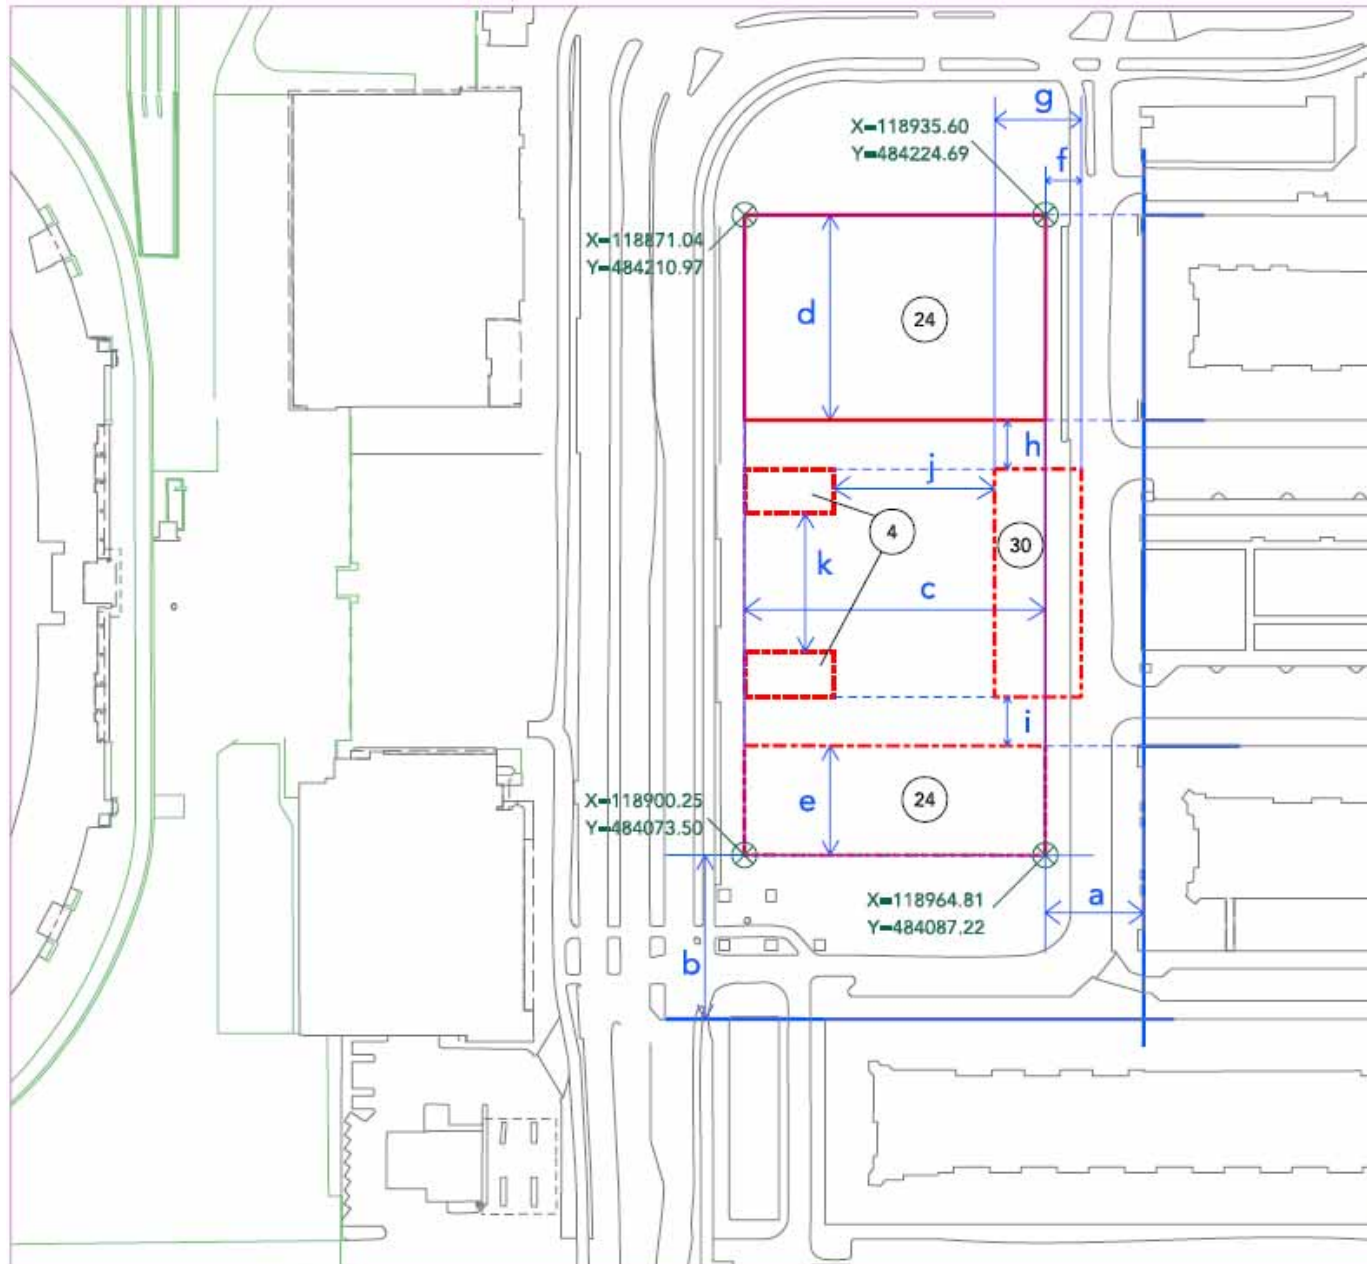 g
X=118935.60
Y=484224.69
f
X=118871.04
Y=484210.97
d
24
h
j
4
30
k
c
i
X=118900.25
Y=484073.50
e
24
X=118964.81
Y=484087.22
a
b